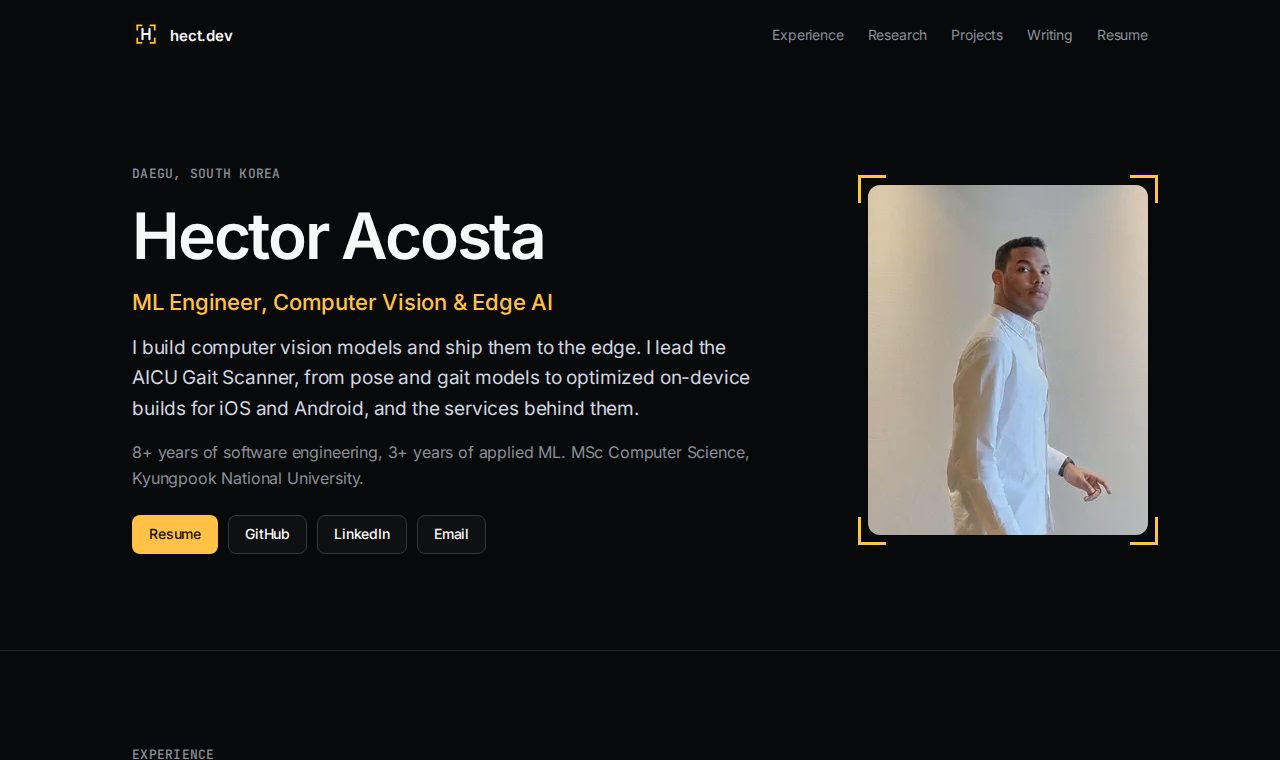 H hect.dev
Experience Research Projects Writing Resume
DAEGU, SOUTH KOREA
Hector Acosta
ML Engineer, Computer Vision & Edge AI
I build computer vision models and ship them to the edge. I lead the
AICU Gait Scanner, from pose and gait models to optimized on-device
builds for iOS and Android, and the services behind them.
8+ years of software engineering, 3+ years of applied ML. MSc Computer Science,
Kyungpook National University.
Resume GitHub LinkedIn Email
EXPERIENCE